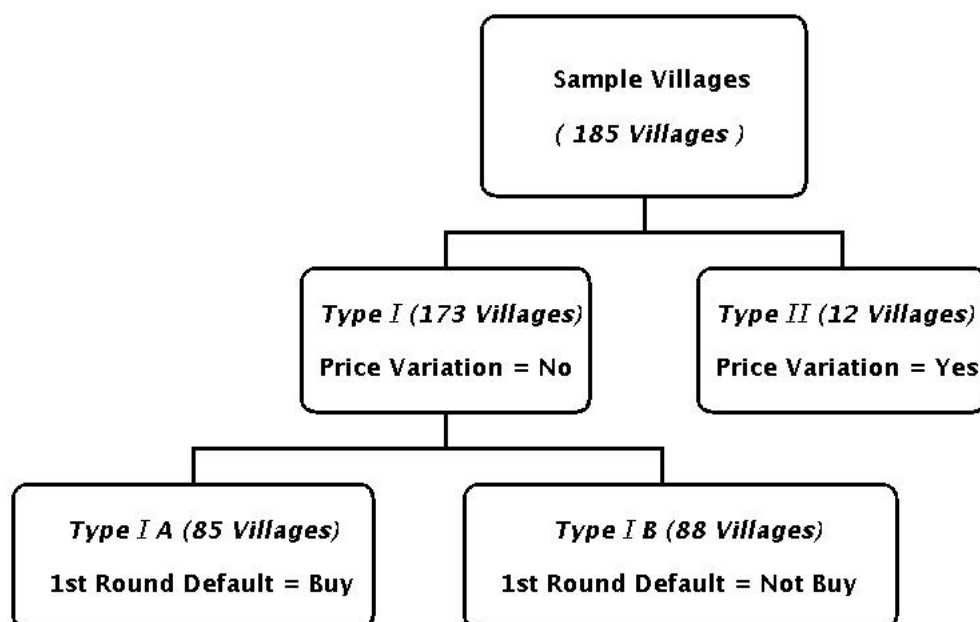 Sample Villages
( 185 Villages )
Type I (173 Villages)
Price Variation = No
Type II (12 Villages)
Price Variation = Yes
Type I A (85 Villages)
1st Round Default = Buy
Type I B (88 Villages)
1st Round Default = Not Buy